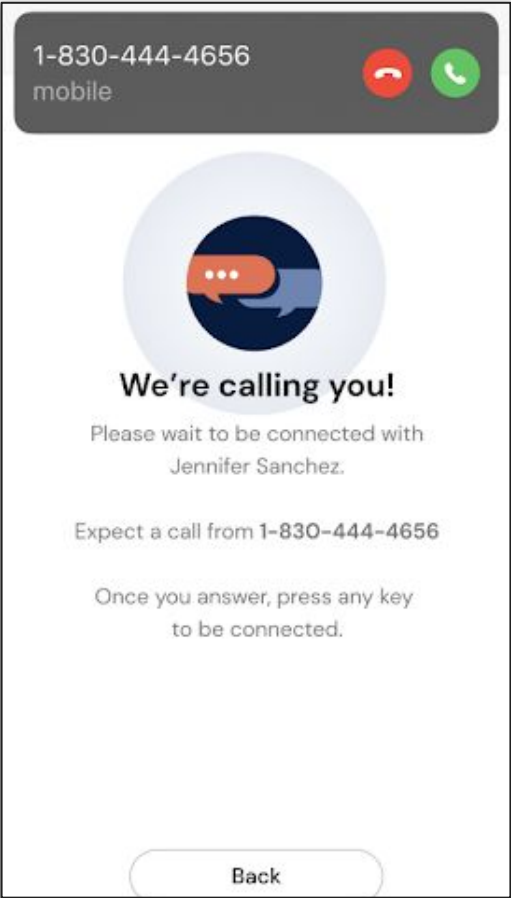 1-830-444-4656
mobile
We're calling you!
Please wait to be connected with
Jennifer Sanchez.
Expect a call from 1-830-444-4656
Once you answer, press any key
to be connected.
Back